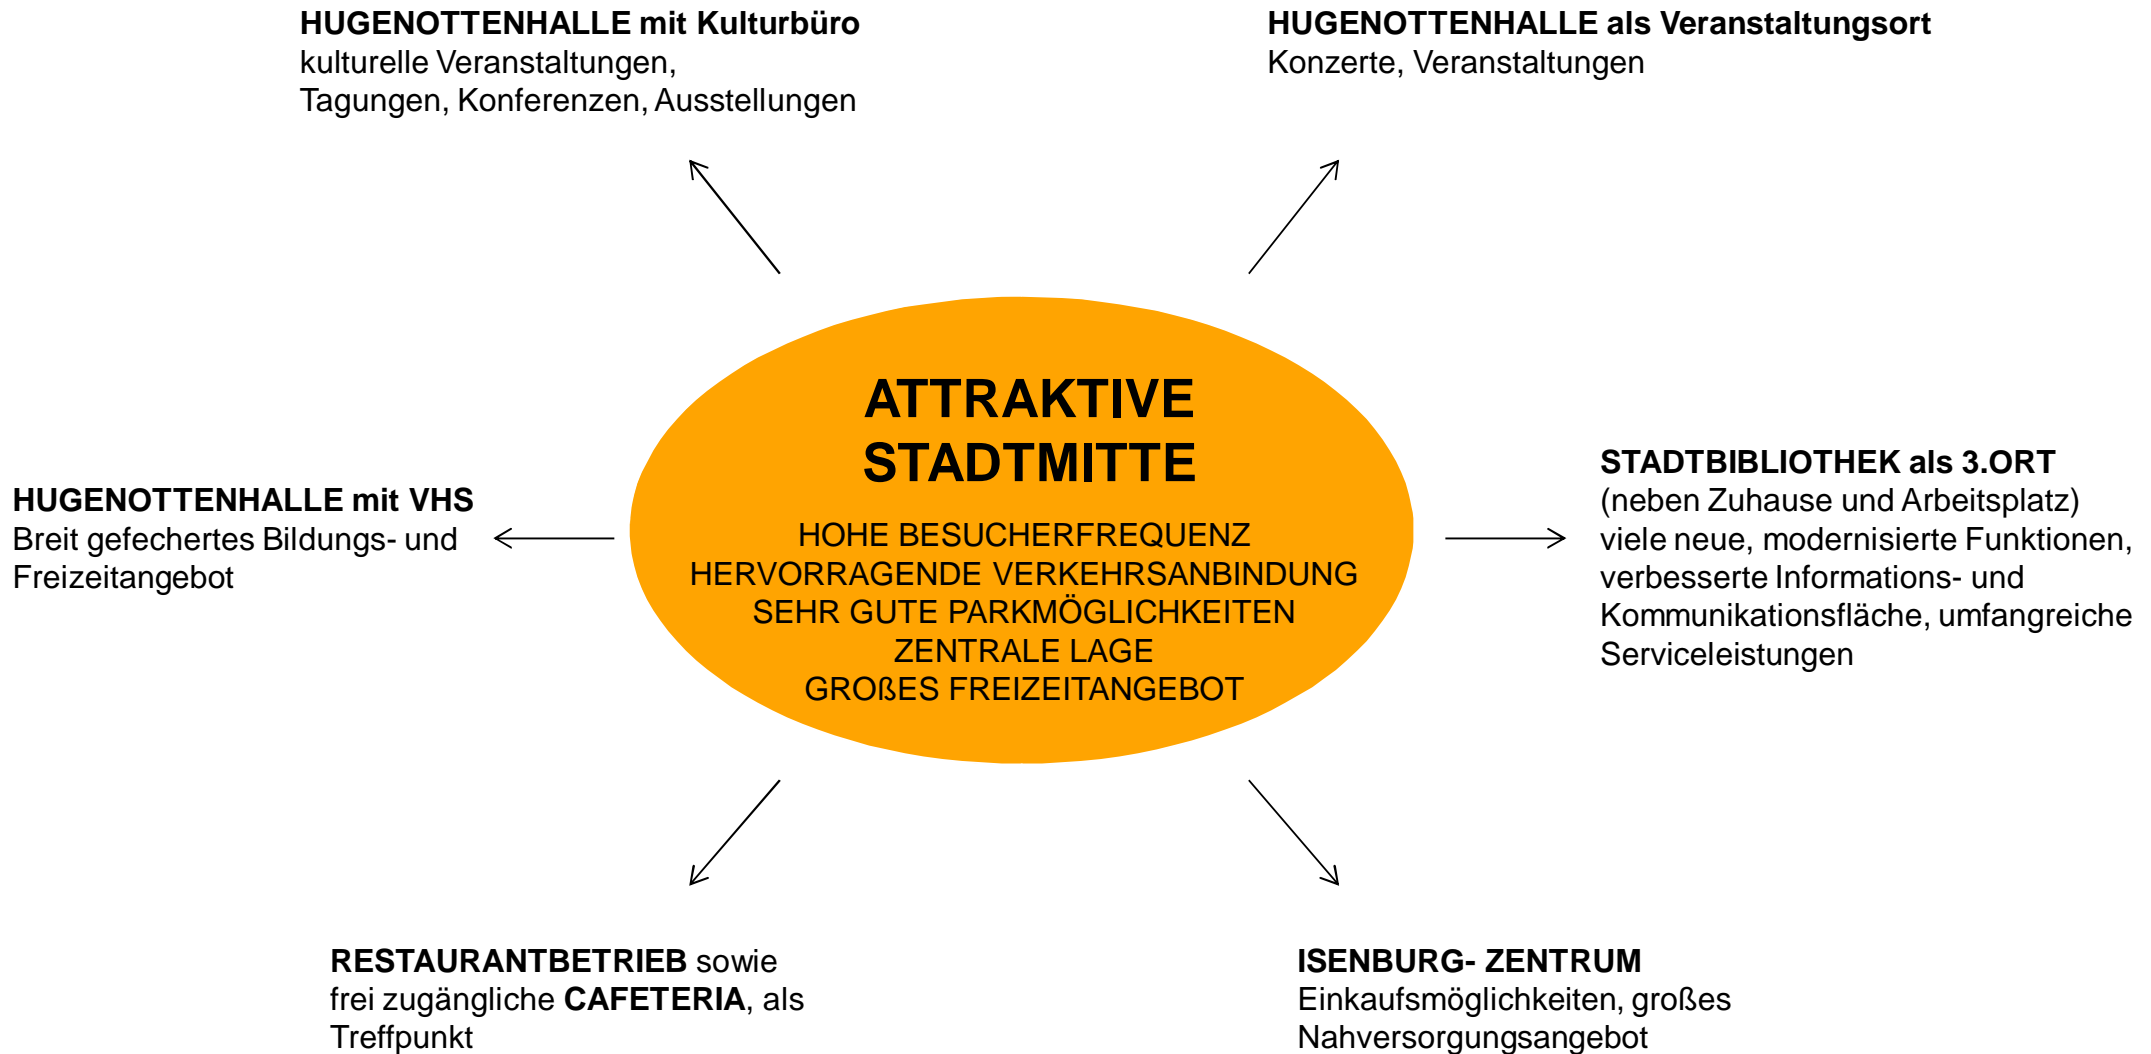 HUGENOTTENHALLE mit Kulturbüro
kulturelle Veranstaltungen,
Tagungen, Konferenzen, Ausstellungen
HUGENOTTENHALLE als Veranstaltungsort
Konzerte, Veranstaltungen
HUGENOTTENHALLE mit VHS
Breit gefechertes Bildungs- und
Freizeitangebot
ATTRAKTIVE
STADTMITTE
HOHE BESUCHERFREQUENZ
HERVORRAGENDE VERKEHRSANBINDUNG
SEHR GUTE PARKMÖGLICHKEITEN
ZENTRALE LAGE
GROßES FREIZEITANGEBOT
STADTBIBLIOTHEK als 3.ORT
(neben Zuhause und Arbeitsplatz)
viele neue, modernisierte Funktionen,
verbesserte Informations- und
Kommunikationsfläche, umfangreiche
Serviceleistungen
RESTAURANTBETRIEB sowie
frei zugängliche CAFETERIA, als
Treffpunkt
ISENBURG- ZENTRUM
Einkaufsmöglichkeiten, großes
Nahversorgungsangebot